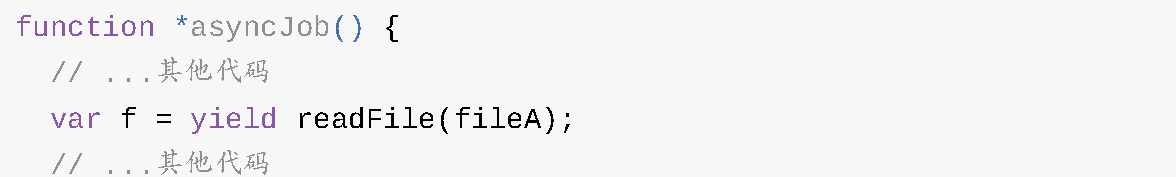 function *asyncJob() {
// ...其他代码
var f = yield readFile(fileA);
// ...其他代码